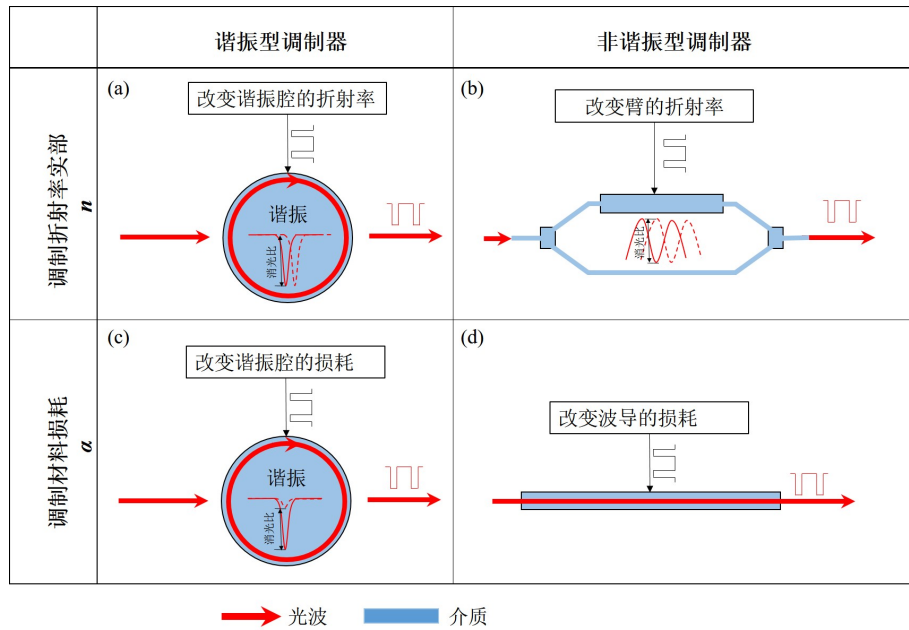 谐振型调制器
非谐振型调制器
调制折射率实部
n
(a)
改变谐振腔的折射率
谐振
消光比
(b)
改变臂的折射率
消光比
调制材料损耗
α
(c)
改变谐振腔的损耗
谐振
消光比
(d)
改变波导的损耗
光波
介质